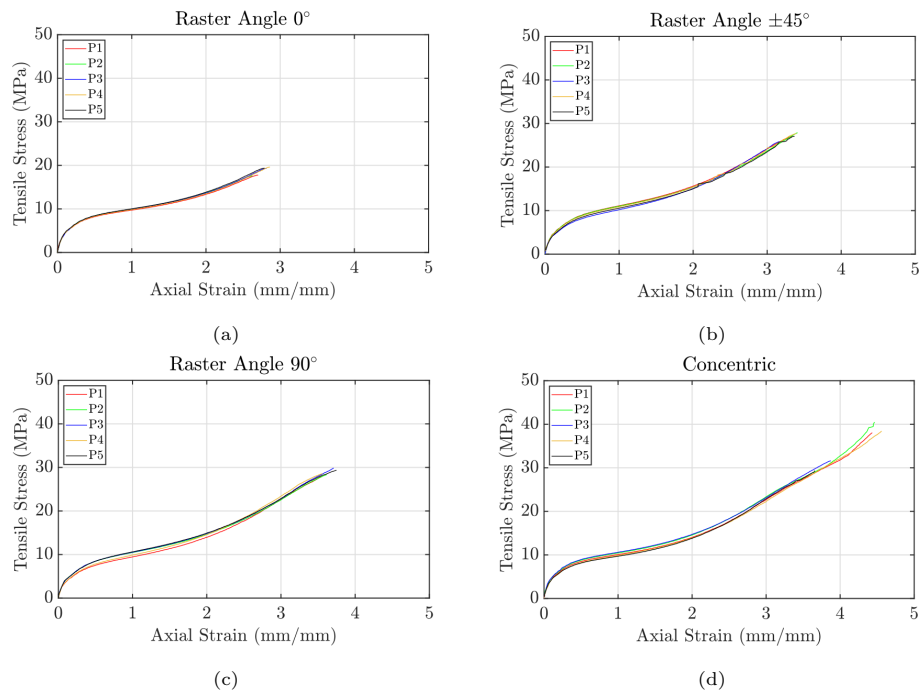 Raster Angle 0°
50
40
30
20
10
0
Tensile Stress (MPa)
P1
P2
P3
P4
P5
0 1 2 3 4 5
Axial Strain (mm/mm)
(a)
Raster Angle ±45°
50
40
30
20
10
0
Tensile Stress (MPa)
P1
P2
P3
P4
P5
0 1 2 3 4 5
Axial Strain (mm/mm)
(b)
Raster Angle 90°
50
40
30
20
10
0
Tensile Stress (MPa)
P1
P2
P3
P4
P5
0 1 2 3 4 5
Axial Strain (mm/mm)
(c)
Concentric
50
40
30
20
10
0
Tensile Stress (MPa)
P1
P2
P3
P4
P5
0 1 2 3 4 5
Axial Strain (mm/mm)
(d)